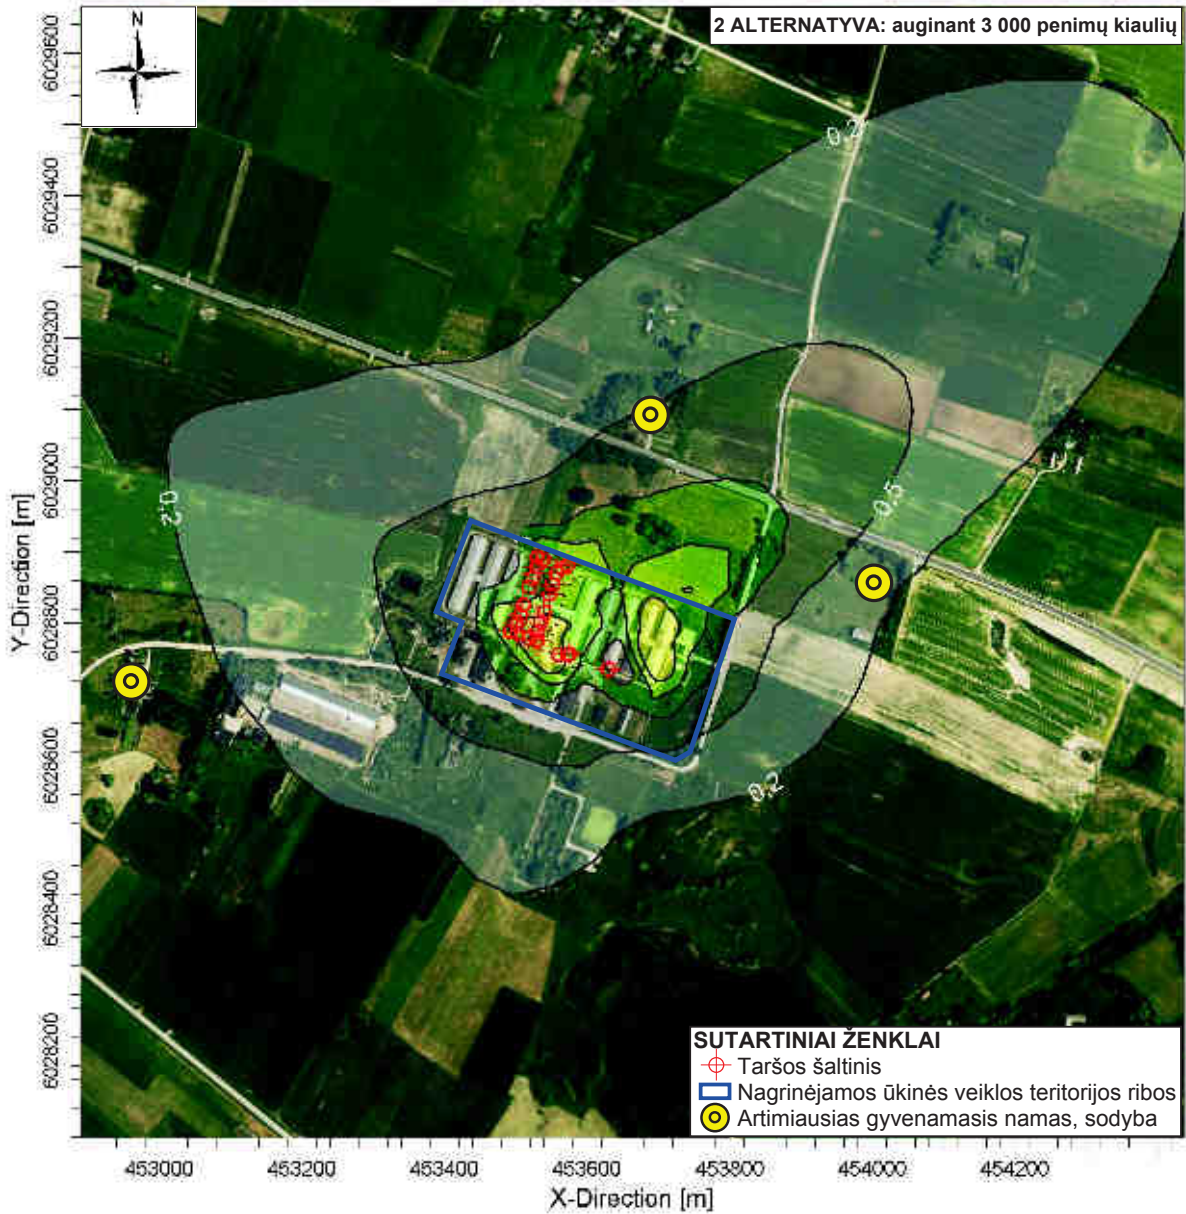 2 ALTERNATYVA: auginant 3 000 penimų kiaulių
N
6029600
6029400
6029200
6029000
6028800
6028600
6028400
6028200
Y-Direction [m]
0.2
0.5
0.2
0.2
SUTARTINIAI ŽENKLAI
Taršos šaltinis
Nagrinėjamos ūkinės veiklos teritorijos ribos
Artimiausias gyvenamasis namas, sodyba
453000 453200 453400 453600 453800 454000 454200
X-Direction [m]